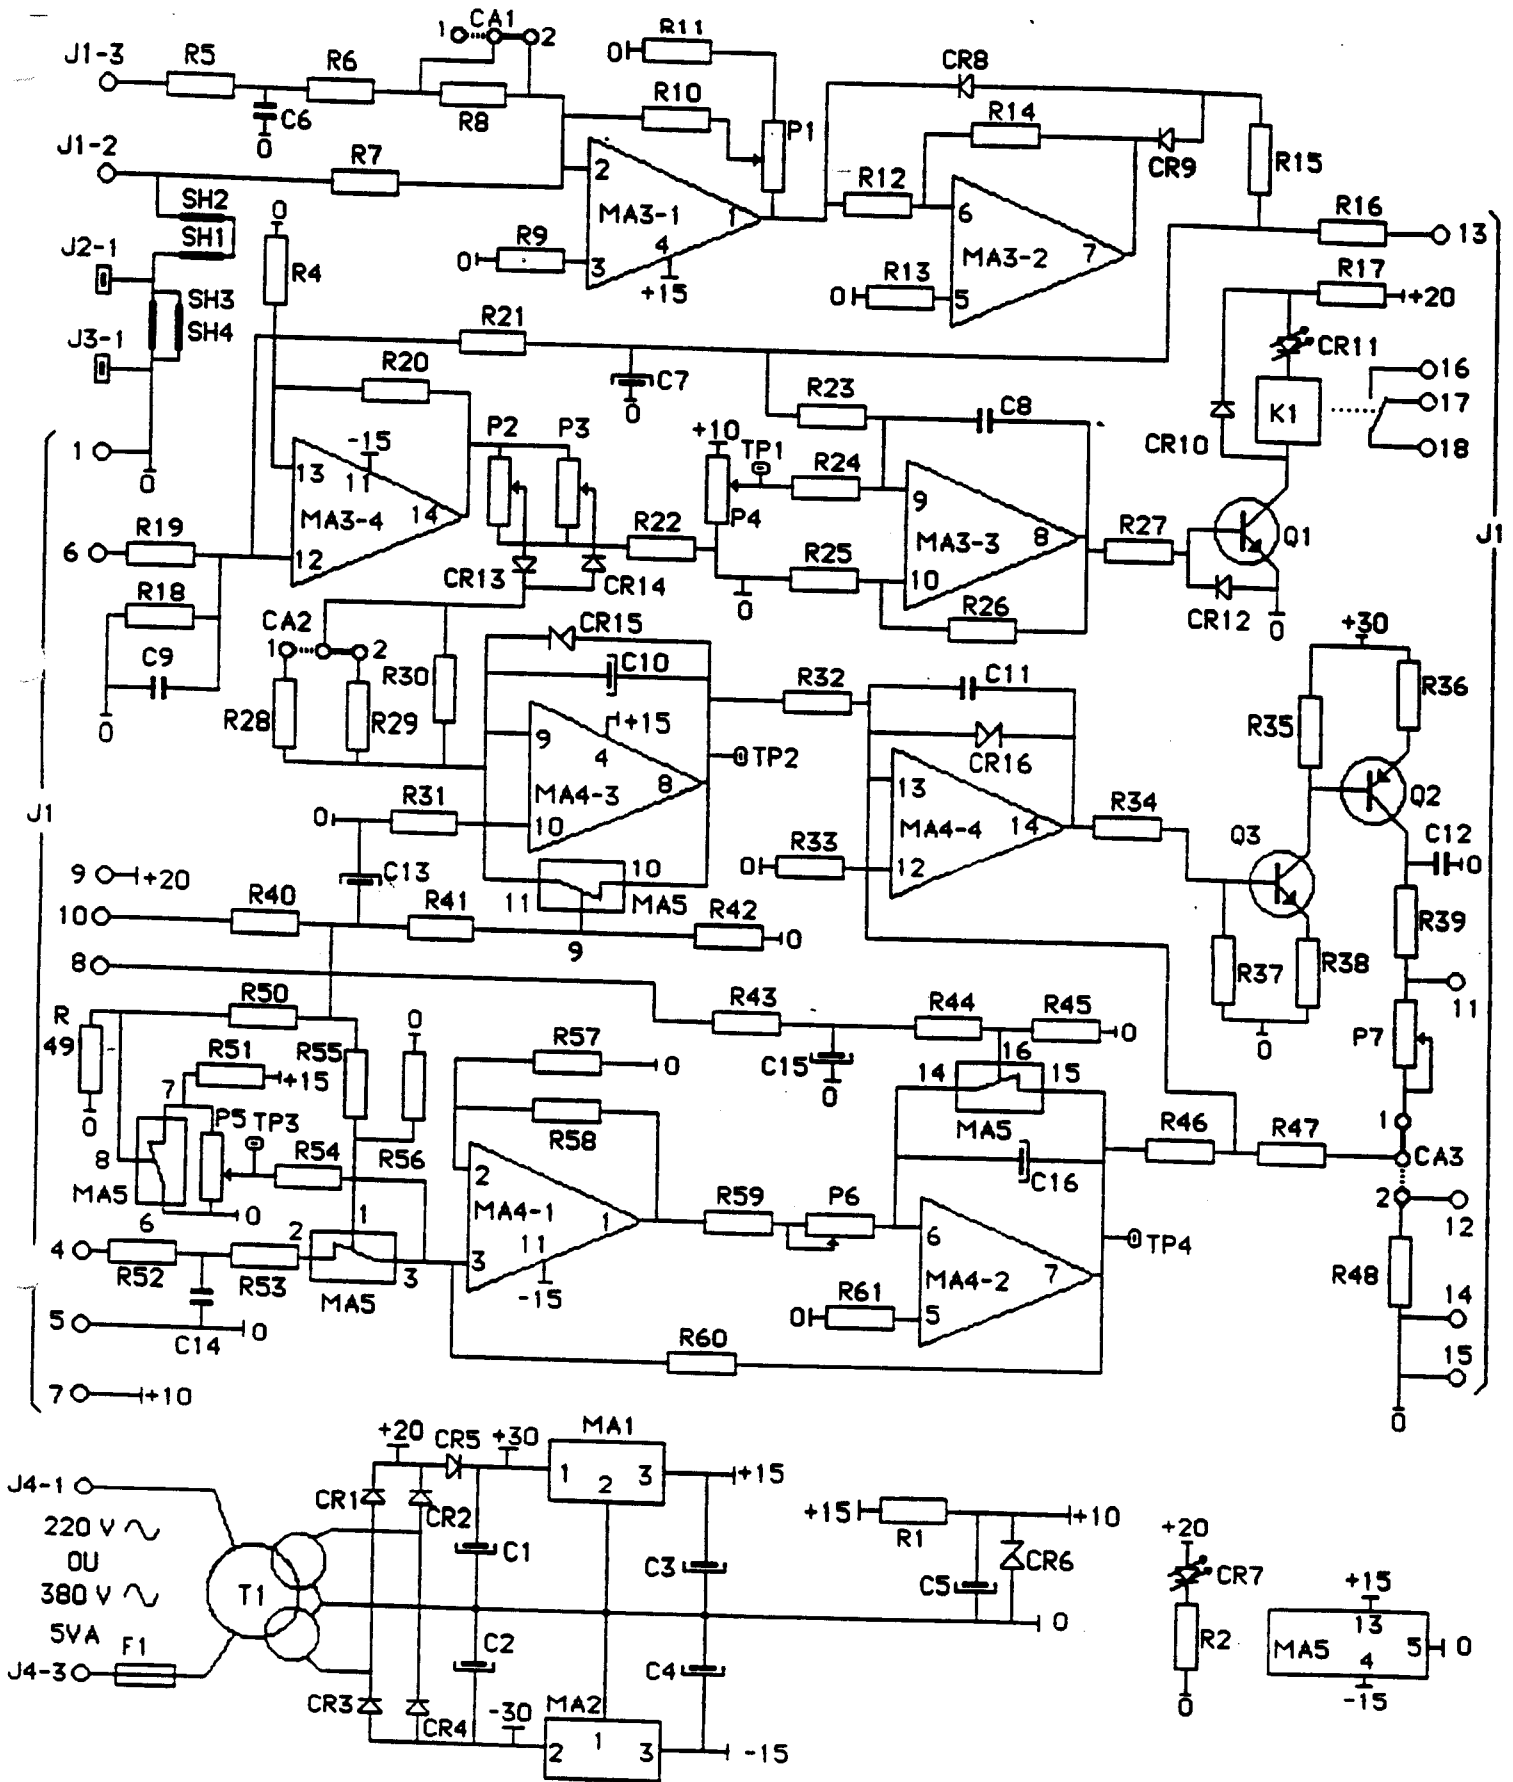 CA1
1 2
R11
0
J1-3
R5
R6
R8
C6
0
R10
P1
CR8
R14
CR9
R15
J1-2
R7
2
MA3-1
1
4
+15
3
R9
0
R12
6
MA3-2
7
5
R13
0
R16
13
R17
+20
SH2
SH1
J2-1
SH3
SH4
J3-1
0
R4
R21
R20
C7
0
CR11
K1
CR10
16
17
18
R23
C8
1
0
-15
13
11
MA3-4
14
12
P2
P3
+10
TP1
P4
R24
9
MA3-3
8
10
R27
Q1
J1
6
R19
R18
C9
0
R22
CR13
CR14
0
R25
R26
CR12
0
CA2
1 2
CR15
C10
R30
R28
R29
+15
9
4
MA4-3
8
10
TP2
R32
C11
CR16
13
MA4-4
14
12
+30
R35
R36
Q2
C12
0
J1
0
R31
C13
10
11
MA5
9
0
R33
R34
Q3
R39
9
+20
10
R40
R41
R42
0
8
R37
R38
0
11
P7
R
49
0
R50
R51
+15
R55
0
R57
0
R58
R43
C15
0
R44
R45
0
16
14
15
MA5
7
8
MA5
6
P5
TP3
R54
0
R56
1
2
3
MA5
C16
R46
R47
1
CA3
2
12
4
R52
R53
2
MA4-1
1
11
3
-15
R59
P6
6
MA4-2
7
5
TP4
R48
14
5
C14
0
0
R61
R60
15
0
7
+10
+20
CR5
+30
MA1
1 2 3
+15
J4-1
CR1
CR2
C1
C3
220 V
OU
380 V
5VA
T1
J4-3
F1
+15
R1
+10
C5
CR6
0
+20
CR7
R2
0
+15
13
MA5
5
0
4
-15
C2
C4
CR3
CR4
-30
MA2
2 1 3
-15